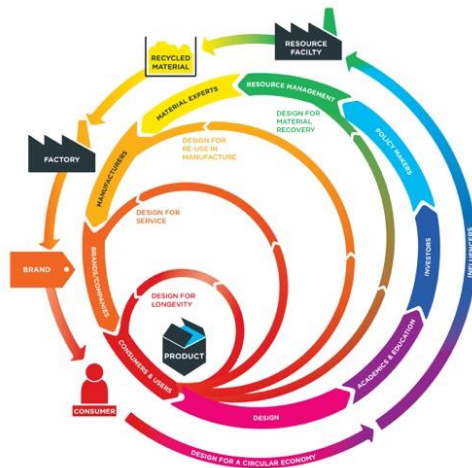 RESOURCE
FACILTY
RECYCLED
MATERIAL
FACTORY
BRAND
CONSUMER
RESOURCE MANAGEMENT
MATERIAL EXPERTS
MANUFACTURERS
BRANDS/COMPANIES
CONSUMERS & USERS
DESIGN
ACADEMICS & EDUCATION
INVESTORS
POLICY MAKERS
INFLUENCERS
DESIGN FOR A CIRCULAR ECONOMY
DESIGN FOR
MATERIAL
RECOVERY
DESIGN FOR
RE-USE IN
MANUFACTURE
DESIGN FOR
SERVICE
DESIGN FOR
LONGEVITY
PRODUCT